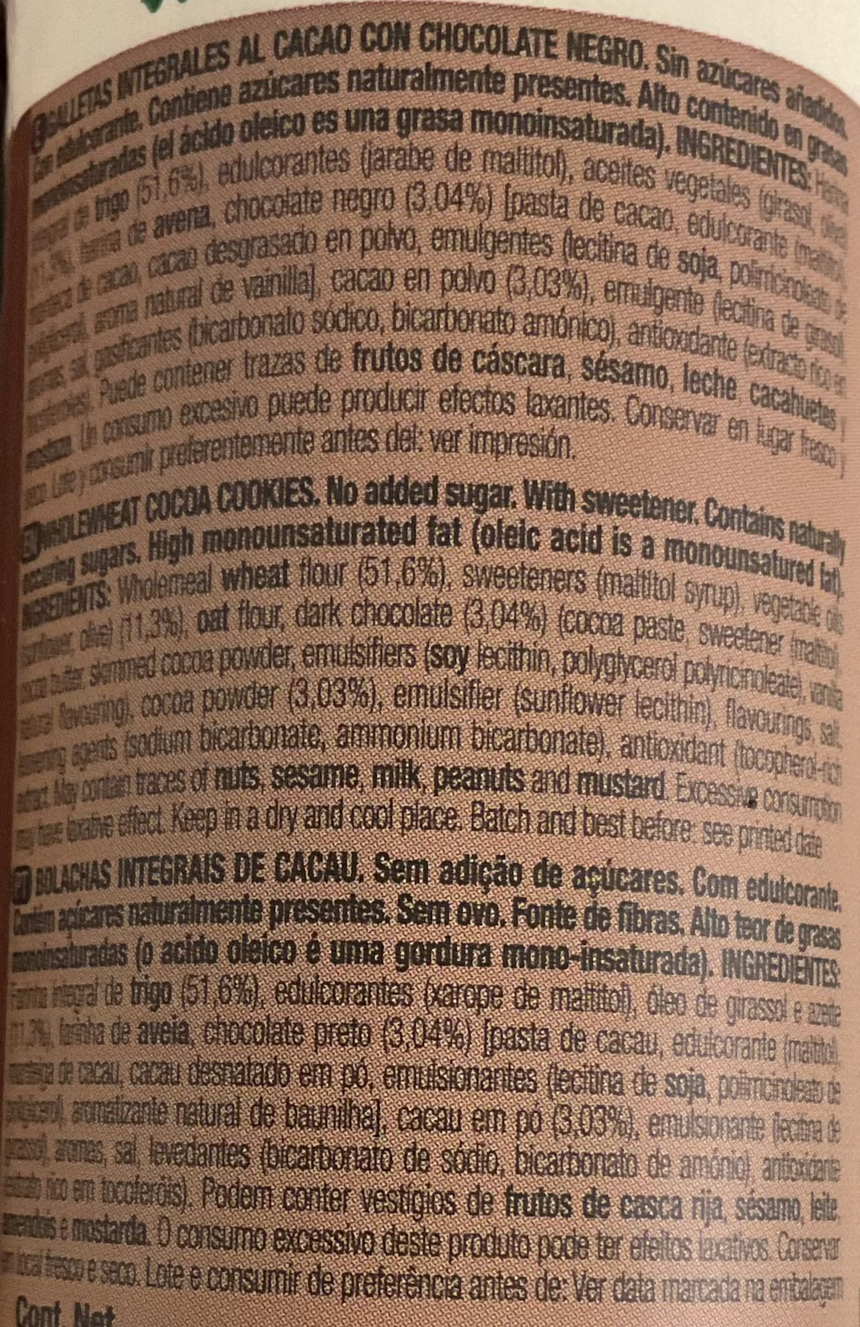 E GALLETAS INTEGRALES AL CACAO CON CHOCOLATE NEGRO. Sin azúcares añadidos.
Con edulcorante. Contiene azúcares naturalmente presentes. Alto contenido en grasas
monoinsaturadas (el ácido oleico es una grasa monoinsaturada). INGREDIENTES: Harina
integral de trigo (51,6%), edulcorantes (jarabe de maltitol), aceites vegetales (girasol, oliva)
(11,3%), harina de avena, chocolate negro (3,04%) [pasta de cacao, edulcorante (maltitol),
manteca de cacao, cacao desgrasado en polvo, emulgentes (lecitina de soja, polirricinoleato de
poliglicerol), aroma natural de vainilla], cacao en polvo (3,03%), emulgente (lecitina de girasol),
aromas, sal, gasificantes (bicarbonato sódico, bicarbonato amónico), antioxidante (extracto rico en
tocoferoles). Puede contener trazas de frutos de cáscara, sésamo, leche, cacahuetes y
mostaza. Un consumo excesivo puede producir efectos laxantes. Conservar en lugar fresco y
seco. Lote y consumir preferentemente antes del: ver impresión.
WHOLEWHEAT COCOA COOKIES. No added sugar. With sweetener. Contains naturally
occuring sugars. High monounsaturated fat (oleic acid is a monounsatured fat).
INGREDIENTS: Wholemeal wheat flour (51,6%), sweeteners (maltitol syrup), vegetable oils
(sunflower, olive) (11,3%), oat flour, dark chocolate (3,04%) (cocoa paste, sweetener (maltitol),
cocoa butter, skimmed cocoa powder, emulsifiers (soy lecithin, polyglycerol polyricinoleate), vanilla
natural flavouring), cocoa powder (3,03%), emulsifier (sunflower lecithin), flavourings, salt,
leavening agents (sodium bicarbonate, ammonium bicarbonate), antioxidant (tocopherol-rich
extract. May contain traces of nuts, sesame, milk, peanuts and mustard. Excessive consumption
may have laxative effect. Keep in a dry and cool place. Batch and best before: see printed date
P BOLACHAS INTEGRAIS DE CACAU. Sem adição de açúcares. Com edulcorante.
Contém açúcares naturalmente presentes. Sem ovo. Fonte de fibras. Alto teor de grasas
monoinsaturadas (o acido oleico é uma gordura mono-insaturada). INGREDIENTES:
Farinha integral de trigo (51,6%), edulcorantes (xarope de maltitol), óleo de girassol e azeite
(11,3%), farinha de aveia, chocolate preto (3,04%) [pasta de cacau, edulcorante (maltitol),
manteiga de cacau, cacau desnatado em pó, emulsionantes (lecitina de soja, polirricinoleato de
poliglicerol), aromatizante natural de baunilha], cacau em pó (3,03%), emulsionante (lecitina de
girassol), aromas, sal, levedantes (bicarbonato de sódio, bicarbonato de amónio), antioxidante
(extrato rico em tocoferóis). Podem conter vestígios de frutos de casca rija, sésamo, leite,
amendois e mostarda. O consumo excessivo deste produto pode ter efeitos laxativos. Conservar
em local fresco e seco. Lote e consumir de preferência antes de: Ver data marcada na embalagem
Cont. Net